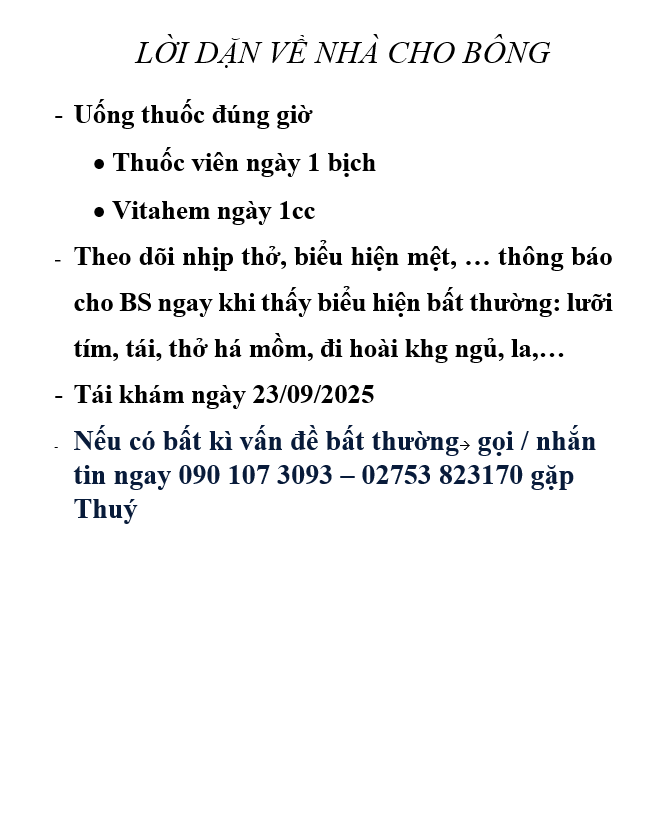 LỜI DẶN VỀ NHÀ CHO BÔNG
- Uống thuốc đúng giờ
• Thuốc viên ngày 1 bịch
• Vitahem ngày 1cc
- Theo dõi nhịp thở, biểu hiện mệt, … thông báo
cho BS ngay khi thấy biểu hiện bất thường: lưỡi
tím, tái, thở há mồm, đi hoài khg ngủ, la,…
- Tái khám ngày 23/09/2025
- Nếu có bất kì vấn đề bất thường→ gọi / nhắn
tin ngay 090 107 3093 – 02753 823170 gặp
Thuý